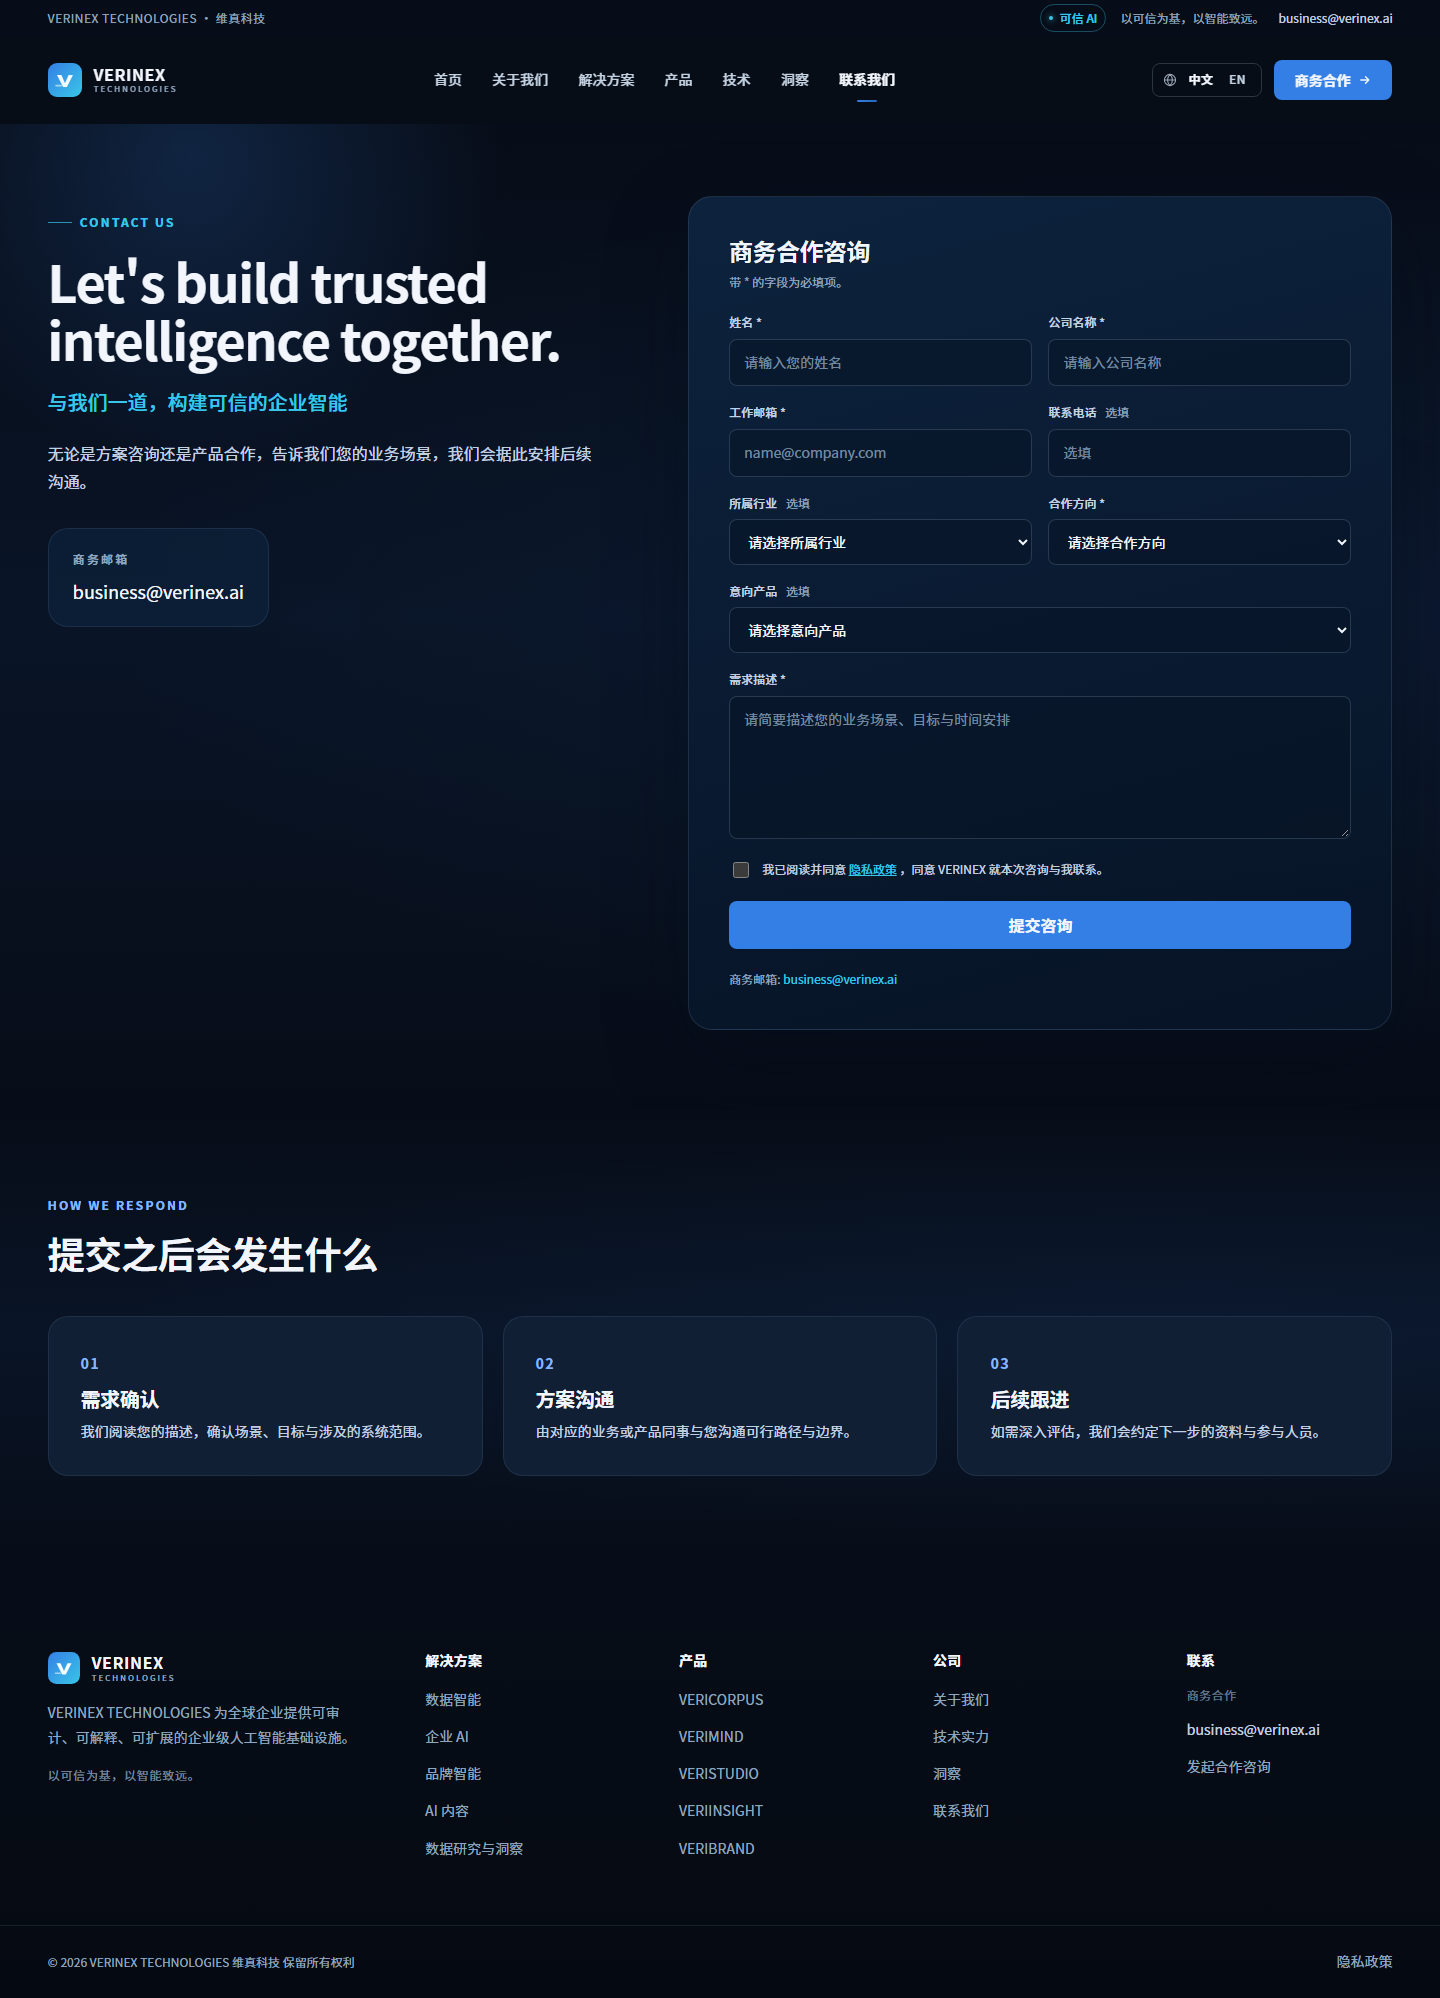 VERINEX TECHNOLOGIES • 维真科技
可信 AI
以可信为基，以智能致远。
business@verinex.ai
VERINEX
TECHNOLOGIES
首页
关于我们
解决方案
产品
技术
洞察
联系我们
中文
EN
商务合作 →
CONTACT US
Let's build trusted
intelligence together.
与我们一道，构建可信的企业智能
无论是方案咨询还是产品合作，告诉我们您的业务场景，我们会据此安排后续
沟通。
商务邮箱
business@verinex.ai
商务合作咨询
带 * 的字段为必填项。
姓名 *
公司名称 *
请输入您的姓名
请输入公司名称
工作邮箱 *
联系电话 选填
name@company.com
选填
所属行业 选填
合作方向 *
请选择所属行业
请选择合作方向
意向产品 选填
请选择意向产品
需求描述 *
请简要描述您的业务场景、目标与时间安排
我已阅读并同意 隐私政策 ，同意 VERINEX 就本次咨询与我联系。
提交咨询
商务邮箱: business@verinex.ai
HOW WE RESPOND
提交之后会发生什么
01
需求确认
我们阅读您的描述，确认场景、目标与涉及的系统范围。
02
方案沟通
由对应的业务或产品同事与您沟通可行路径与边界。
03
后续跟进
如需深入评估，我们会约定下一步的资料与参与人员。
VERINEX
TECHNOLOGIES
VERINEX TECHNOLOGIES 为全球企业提供可审
计、可解释、可扩展的企业级人工智能基础设施。
以可信为基，以智能致远。
解决方案
数据智能
企业 AI
品牌智能
AI 内容
数据研究与洞察
产品
VERICORPUS
VERIMIND
VERISTUDIO
VERIINSIGHT
VERIBRAND
公司
关于我们
技术实力
洞察
联系我们
联系
商务合作
business@verinex.ai
发起合作咨询
© 2026 VERINEX TECHNOLOGIES 维真科技 保留所有权利
隐私政策